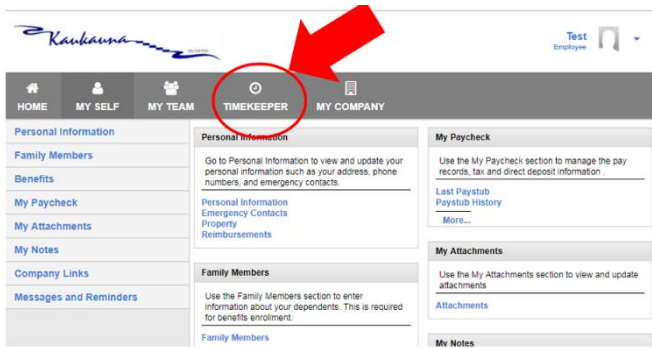 Kaukauna
Test
Employee
HOME
MY SELF
MY TEAM
TIMEKEEPER
MY COMPANY
Personal Information
Family Members
Benefits
My Paycheck
My Attachments
My Notes
Company Links
Messages and Reminders
Personal Information
Go to Personal Information to view and update your
personal information such as your address, phone
numbers, and emergency contacts.
Personal Information
Emergency Contacts
Property
Reimbursements
Family Members
Use the Family Members section to enter
information about your dependents. This is required
for benefits enrollment.
Family Members
My Paycheck
Use the My Paycheck section to manage the pay
records, tax and direct deposit information .
Last Paystub
Paystub History
More...
My Attachments
Use the My Attachments section to view and update
attachments
Attachments
My Notes